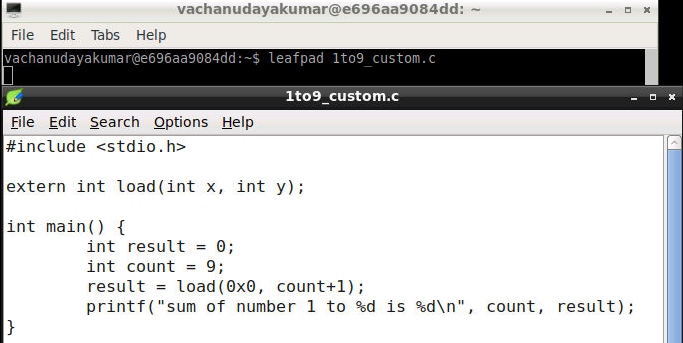 vachanudayakumar@e696aa9084dd: ~
File Edit Tabs Help
vachanudayakumar@e696aa9084dd:~$ leafpad 1to9_custom.c
1to9_custom.c
File Edit Search Options Help
#include <stdio.h>
extern int load(int x, int y);
int main() {
        int result = 0;
        int count = 9;
        result = load(0x0, count+1);
        printf("sum of number 1 to %d is %d\n", count, result);
}